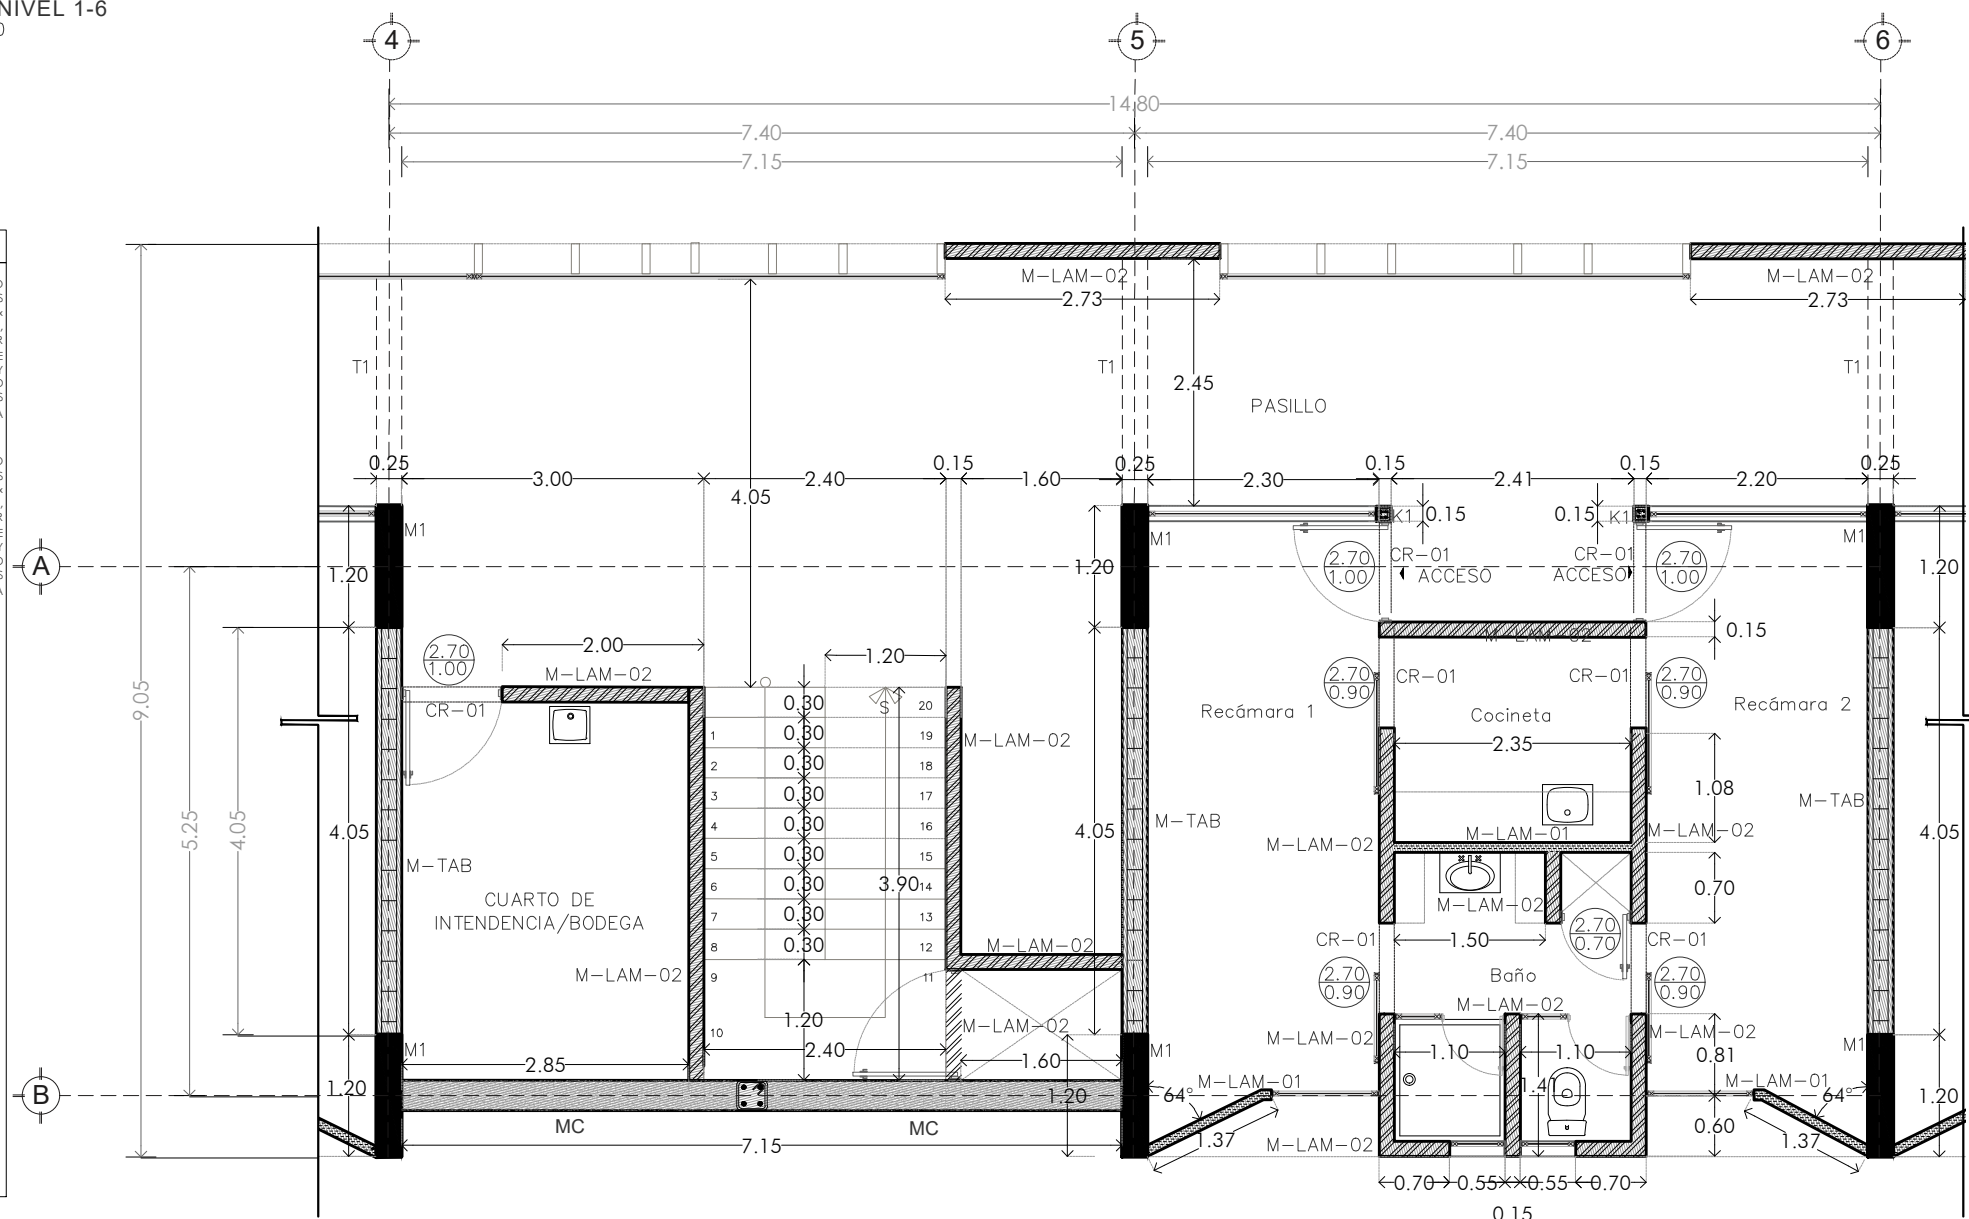 NIVEL 1-6
4
5
6
14.80
7.40
7.40
7.15
7.15
M-LAM-02
M-LAM-02
2.73
2.73
T1
T1
T1
2.45
PASILLO
0.25
0.15
0.25
0.15
0.15
0.25
3.00
2.40
1.60
2.30
2.41
2.20
4.05
K1
0.15
0.15
K1
M1
M1
M1
A
2.70
1.00
CR-01
ACCESO
CR-01
ACCESO
2.70
1.00
1.20
1.20
1.20
2.70
1.00
2.00
1.20
M-LAM-02
0.15
M-LAM-02
CR-01
9.05
2.70
0.90
CR-01
CR-01
2.70
0.90
S
Recámara 1
Cocineta
Recámara 2
2.35
M-LAM-02
0.30
0.30
0.30
0.30
0.30
0.30
0.30
0.30
0.30
1
2
3
4
5
6
7
8
9
10
20
19
18
17
16
15
14
13
12
11
1.08
M-TAB
M-TAB
M-TAB
5.25
4.05
4.05
4.05
4.05
M-LAM-02
M-LAM-01
M-LAM-02
3.90
0.70
CUARTO DE
INTENDENCIA/BODEGA
M-LAM-02
2.70
0.70
CR-01
1.50
CR-01
M-LAM-02
M-LAM-02
Baño
2.70
0.90
2.70
0.90
M-LAM-02
1.20
M-LAM-02
M-LAM-02
M-LAM-02
M1
M1
M1
2.40
1.60
1.10
1.10
0.81
2.85
M-LAM-01
M-LAM-01
B
1.20
1.20
64°
1.41
64°
1.20
MC
MC
7.15
1.37
M-LAM-02
0.60
1.37
0.70
0.55
0.55
0.70
0.15